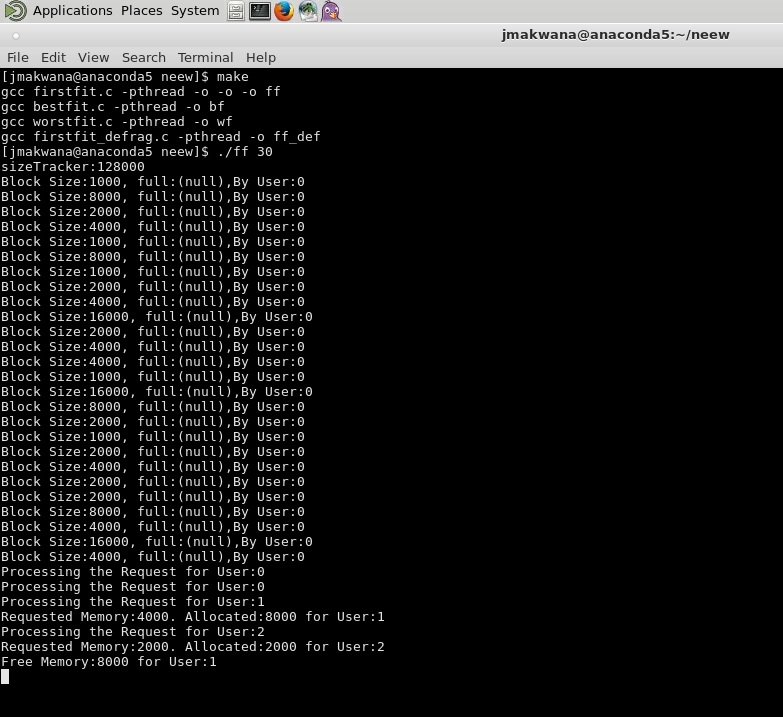 Applications Places System
jmakwana@anaconda5:~/neew
File Edit View Search Terminal Help
[jmakwana@anaconda5 neew]$ make
gcc firstfit.c -pthread -o -o -o ff
gcc bestfit.c -pthread -o bf
gcc worstfit.c -pthread -o wf
gcc firstfit_defrag.c -pthread -o ff_def
[jmakwana@anaconda5 neew]$ ./ff 30
sizeTracker:128000
Block Size:1000, full:(null),By User:0
Block Size:8000, full:(null),By User:0
Block Size:2000, full:(null),By User:0
Block Size:4000, full:(null),By User:0
Block Size:1000, full:(null),By User:0
Block Size:8000, full:(null),By User:0
Block Size:1000, full:(null),By User:0
Block Size:2000, full:(null),By User:0
Block Size:4000, full:(null),By User:0
Block Size:16000, full:(null),By User:0
Block Size:2000, full:(null),By User:0
Block Size:4000, full:(null),By User:0
Block Size:4000, full:(null),By User:0
Block Size:1000, full:(null),By User:0
Block Size:16000, full:(null),By User:0
Block Size:8000, full:(null),By User:0
Block Size:2000, full:(null),By User:0
Block Size:1000, full:(null),By User:0
Block Size:2000, full:(null),By User:0
Block Size:4000, full:(null),By User:0
Block Size:2000, full:(null),By User:0
Block Size:2000, full:(null),By User:0
Block Size:8000, full:(null),By User:0
Block Size:4000, full:(null),By User:0
Block Size:16000, full:(null),By User:0
Block Size:4000, full:(null),By User:0
Processing the Request for User:0
Processing the Request for User:0
Processing the Request for User:1
Requested Memory:4000. Allocated:8000 for User:1
Processing the Request for User:2
Requested Memory:2000. Allocated:2000 for User:2
Free Memory:8000 for User:1